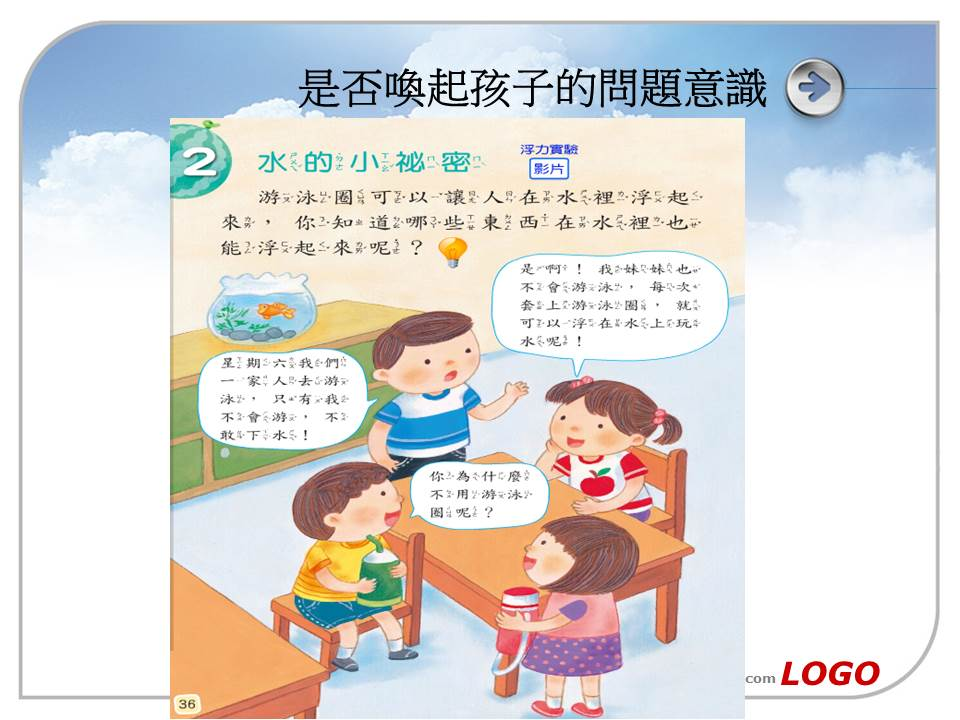 是否喚起孩子的問題意識
2
水的小祕密
浮力實驗
影片
游泳圈可以讓人在水裡浮起
來，你知道哪些東西在水裡也
能浮起來呢？
是啊！我妹妹也
不會游泳，每次
套上游泳圈，就
可以浮在水上玩
水呢！
星期六我們
一家人去游
泳，只有我
不會游，不
敢下水！
你為什麼
不用游泳
圈呢？
36
com
LOGO